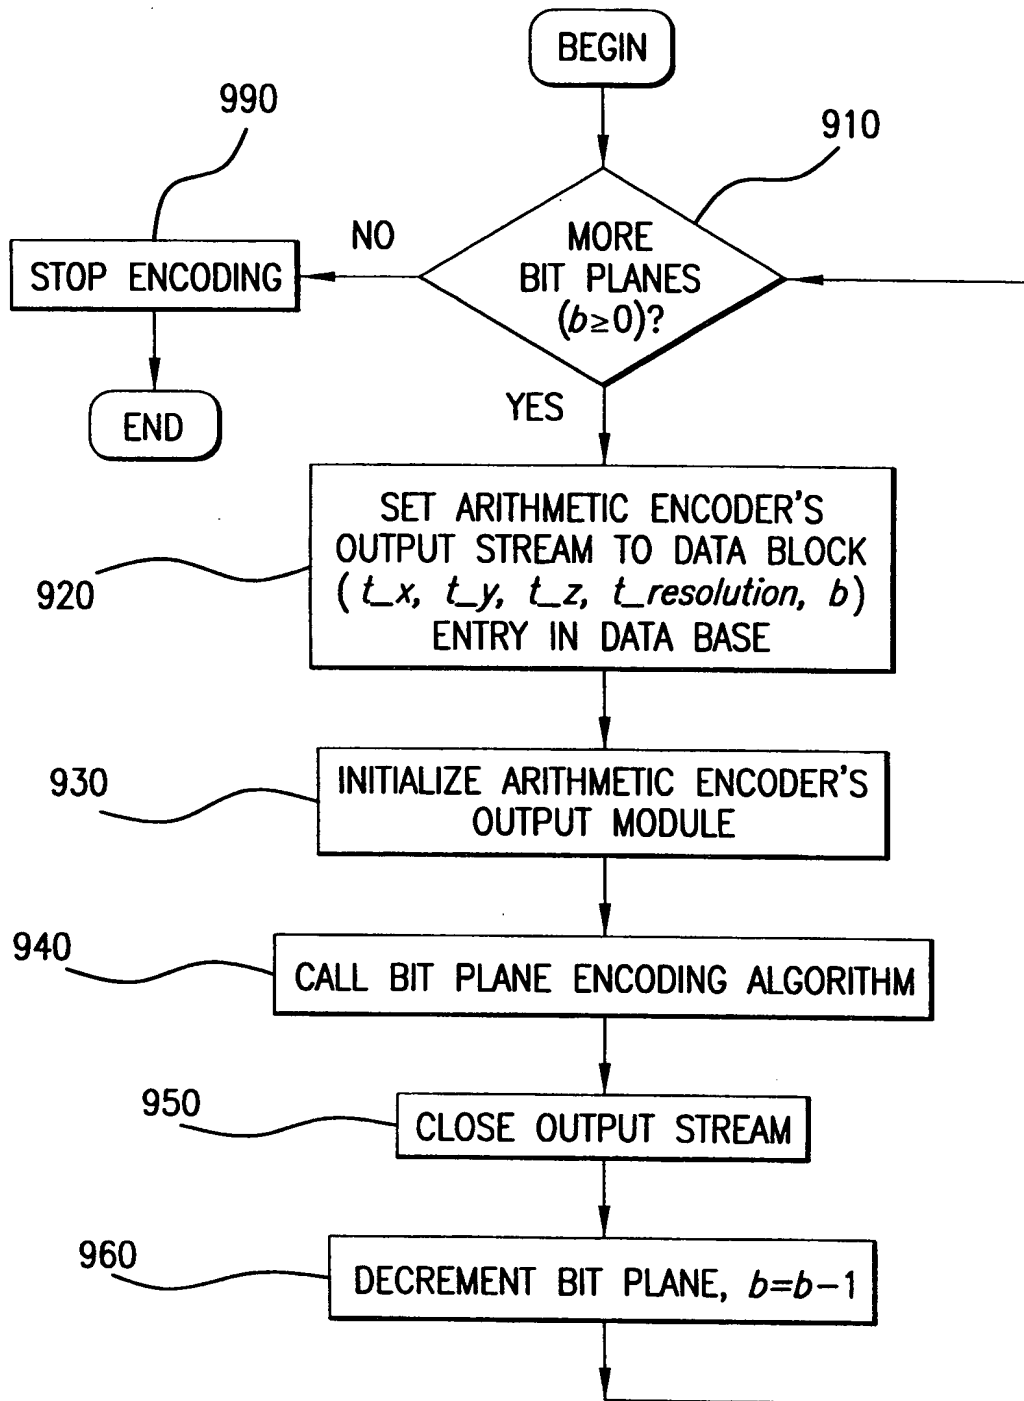 BEGIN
990
910
NO
MORE
BIT PLANES
(b≥0)?
STOP ENCODING
YES
END
SET ARITHMETIC ENCODER'S
OUTPUT STREAM TO DATA BLOCK
( t_x, t_y, t_z, t_resolution, b)
ENTRY IN DATA BASE
920
930
INITIALIZE ARITHMETIC ENCODER'S
OUTPUT MODULE
940
CALL BIT PLANE ENCODING ALGORITHM
950
CLOSE OUTPUT STREAM
960
DECREMENT BIT PLANE, b=b-1